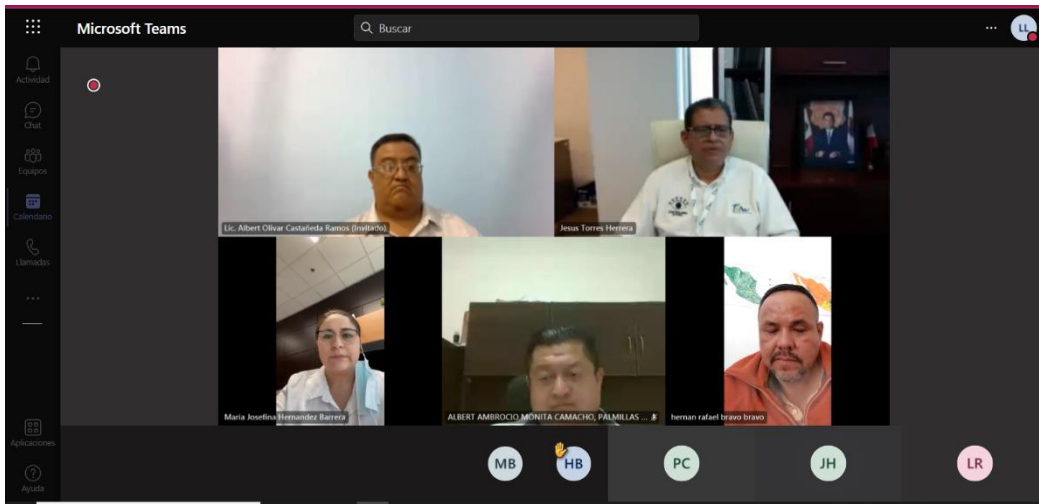 Microsoft Teams
Buscar
LL
Actividad
Chat
Equipos
Calendario
Llamadas
Aplicaciones
Ayuda
Lic. Albert Olivar Castañeda Ramos (Invitado)
Jesus Torres Herrera
Maria Josefina Hernandez Barrera
ALBERT AMBROCIO MONITA CAMACHO, PALMILLAS ...
hernan rafael bravo bravo
MB
HB
PC
JH
LR